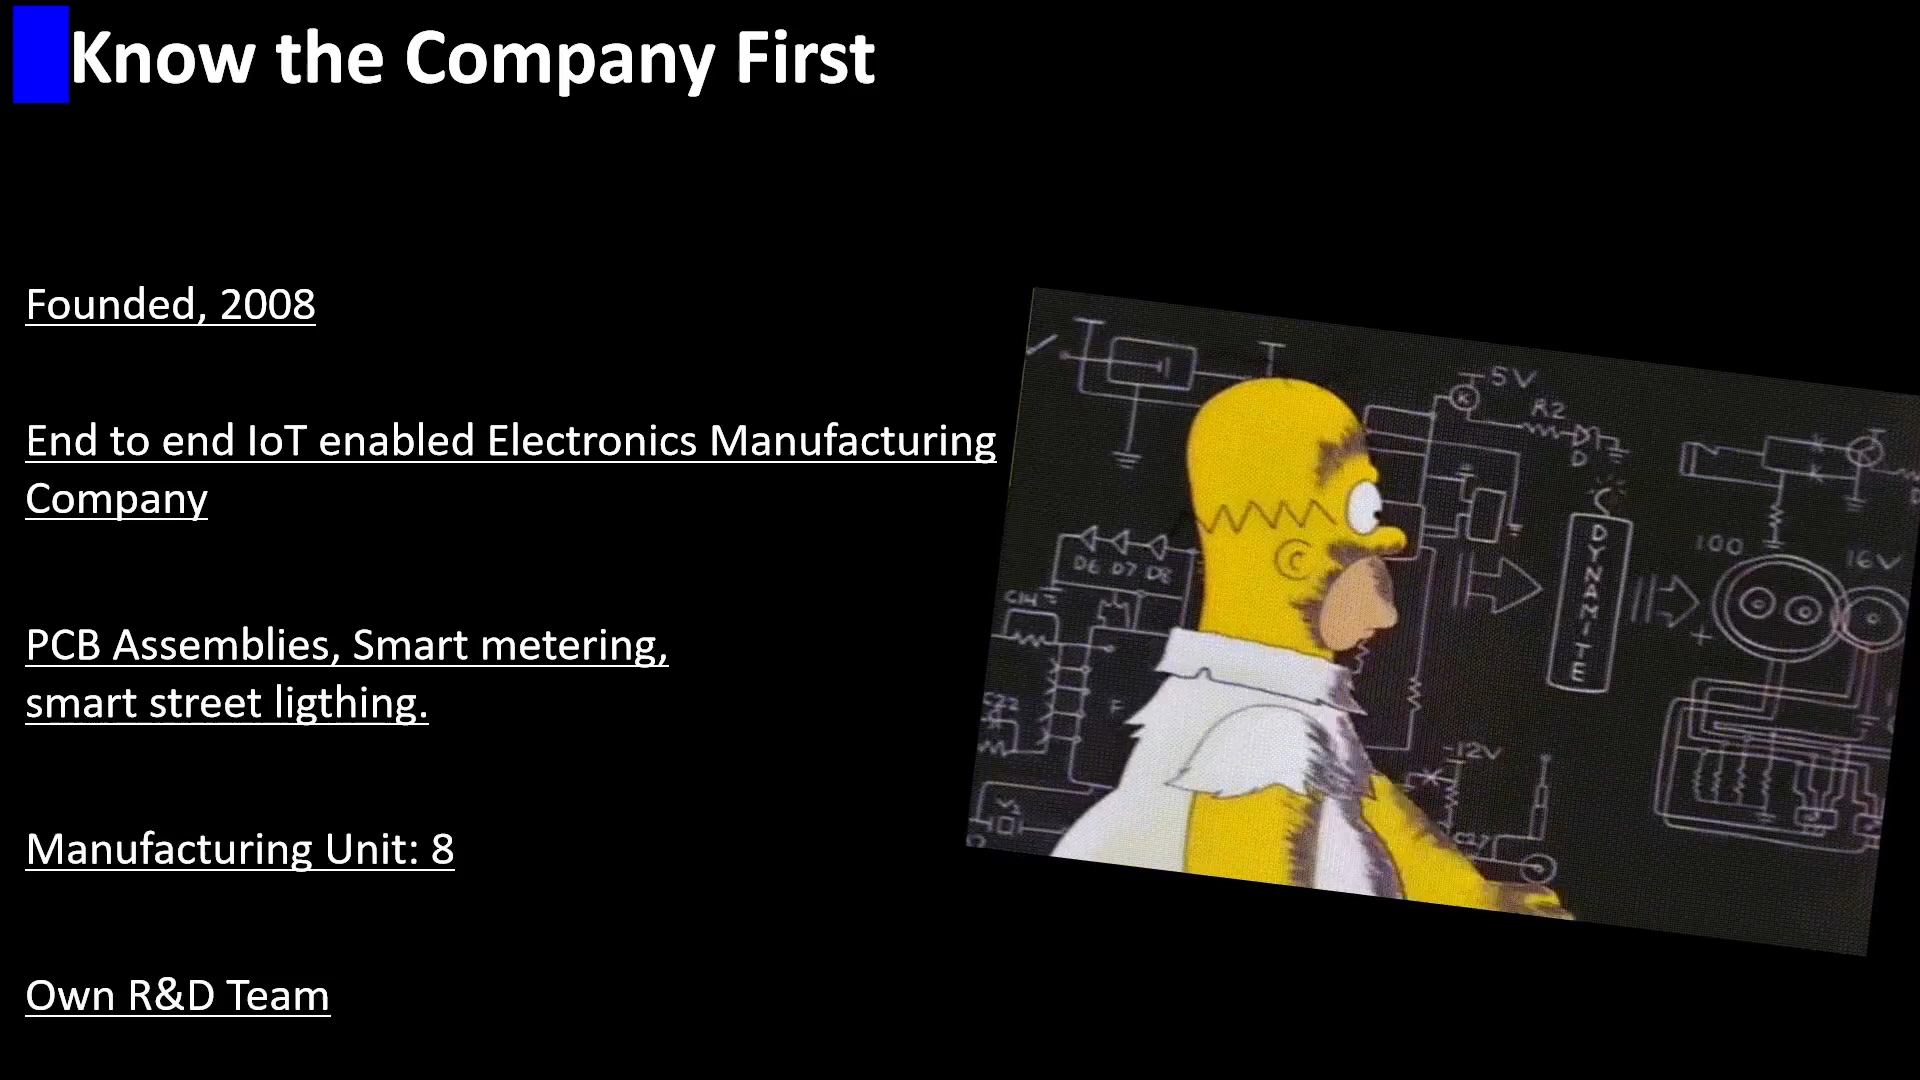 Know the Company First
Founded, 2008
End to end IoT enabled Electronics Manufacturing
Company
PCB Assemblies, Smart metering,
smart street ligthing.
Manufacturing Unit: 8
Own R&D Team
5V
K
R2
D
DYNAMITE
100
16V
+
D6 D7 D8
C14
F
-12V
C27